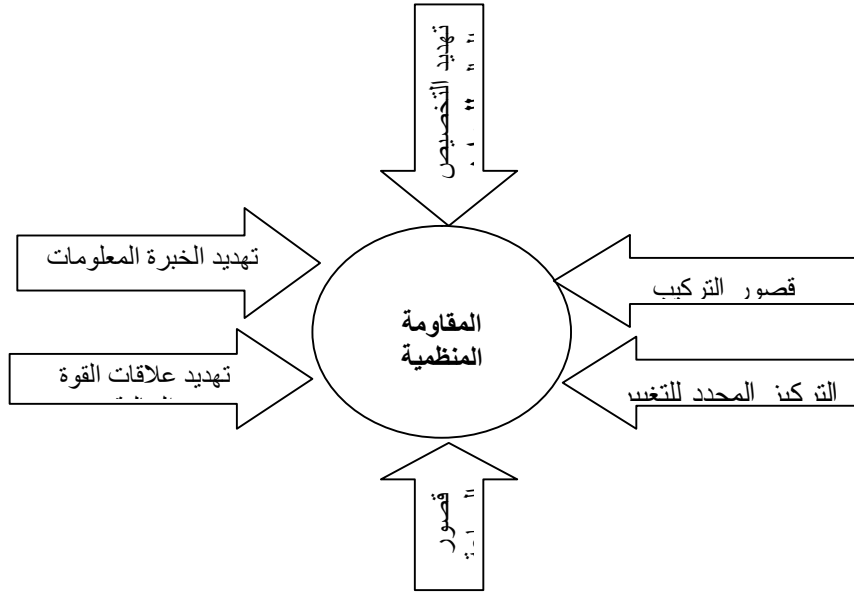 تهديد التخصيص
تهديد الخبرة المعلومات
قصور التركيب
المقاومة
المنظمية
تهديد علاقات القوة
التركيز المحدد للتغيير
قصور